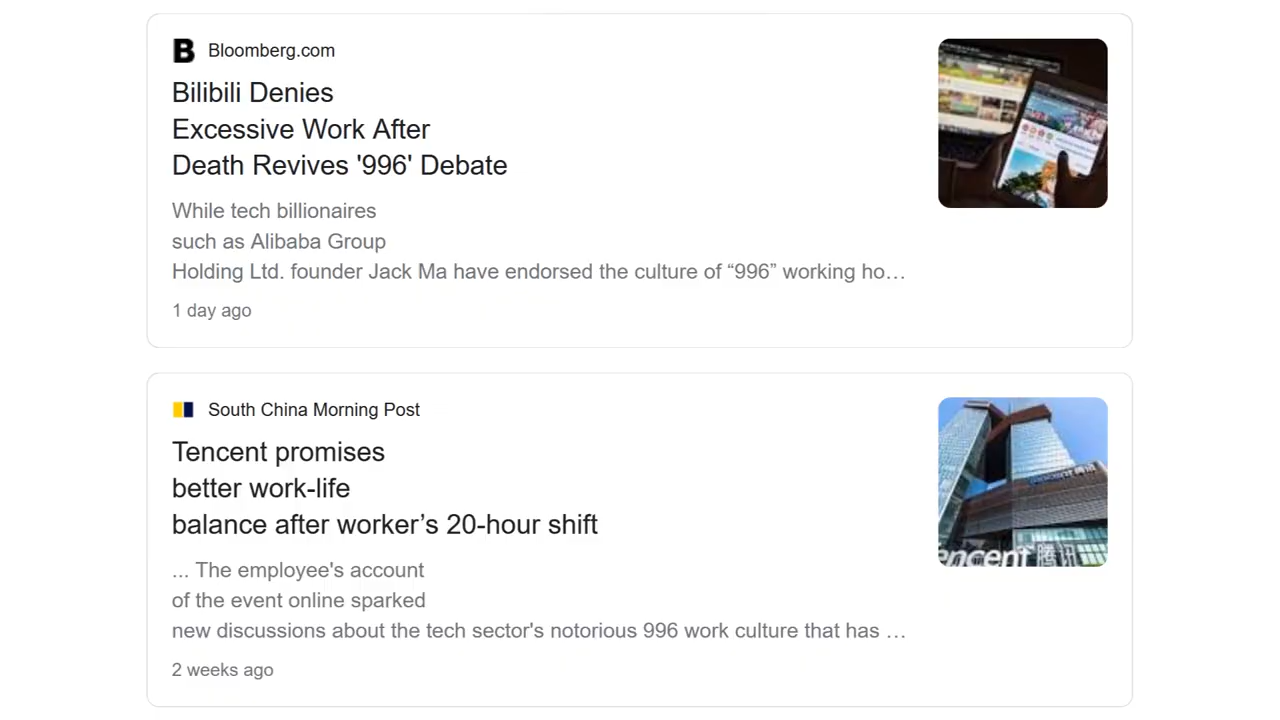 Bloomberg.com
Bilibili Denies
Excessive Work After
Death Revives '996' Debate
While tech billionaires
such as Alibaba Group
Holding Ltd. founder Jack Ma have endorsed the culture of “996” working ho…
1 day ago
South China Morning Post
Tencent promises
better work-life
balance after worker’s 20-hour shift
... The employee's account
of the event online sparked
new discussions about the tech sector's notorious 996 work culture that has …
2 weeks ago
encent 腾讯